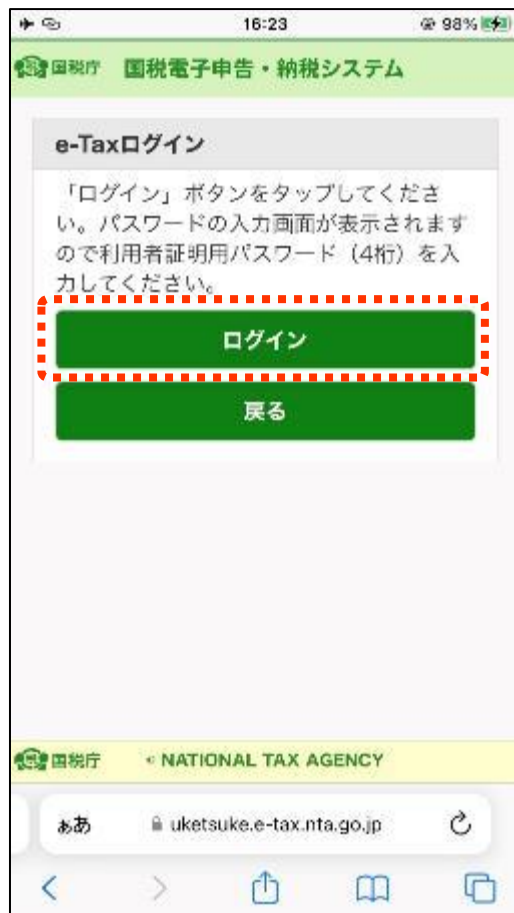 16:23 98%
国税庁 国税電子申告・納税システム
e-Taxログイン
「ログイン」ボタンをタップしてくださ
い。パスワードの入力画面が表示されます
ので利用者証明用パスワード（4桁）を入
力してください。
ログイン
戻る
国税庁 NATIONAL TAX AGENCY
ぁあ uketsuke.e-tax.nta.go.jp